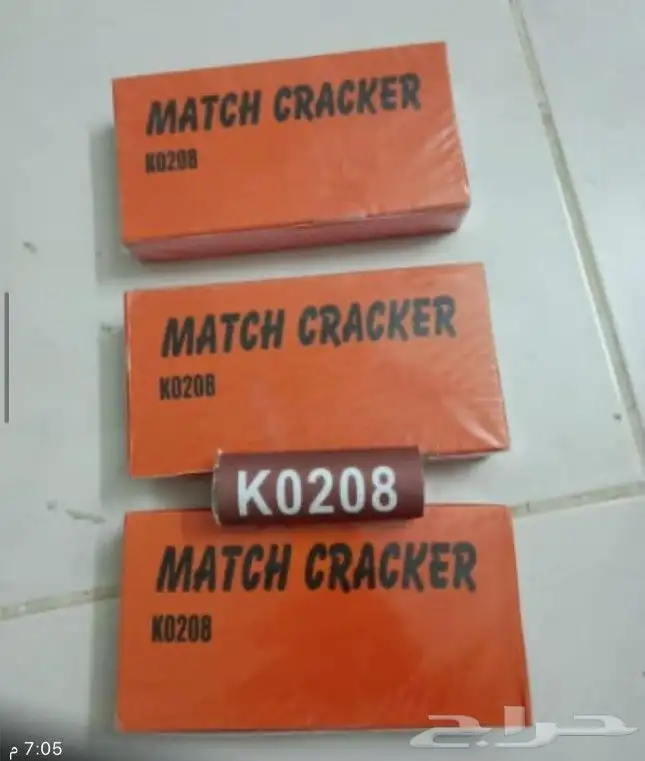 MATCH CRACKER
K0208
MATCH CRACKER
K0208
K0208
MATCH CRACKER
K0208
حراج
7:05 م